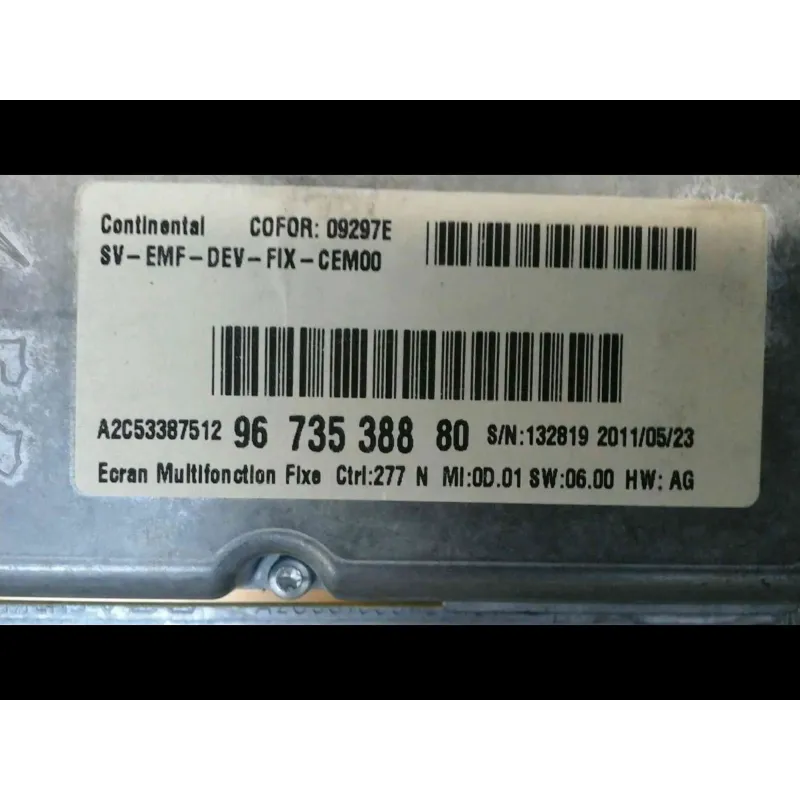 Continental COFOR: 09297E
SV-EMF-DEV-FIX-CEM00
A2C53387512 96 735 388 80 S/N:132819 2011/05/23
Ecran Multifonction Fixe Ctrl:277 N MI:0D.01 SW:06.00 HW: AG